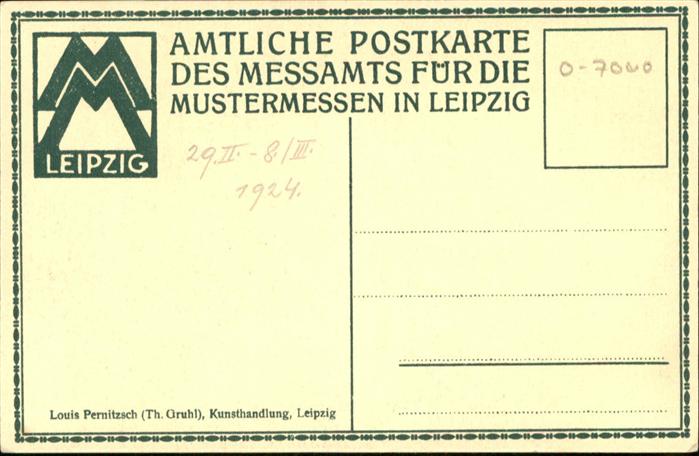 MM
LEIPZIG
AMTLICHE POSTKARTE
DES MESSAMTS FÜR DIE
MUSTERMESSEN IN LEIPZIG
O-7000
29.II.-8./III.
1924.
Louis Pernitzsch (Th. Gruhl), Kunsthandlung, Leipzig